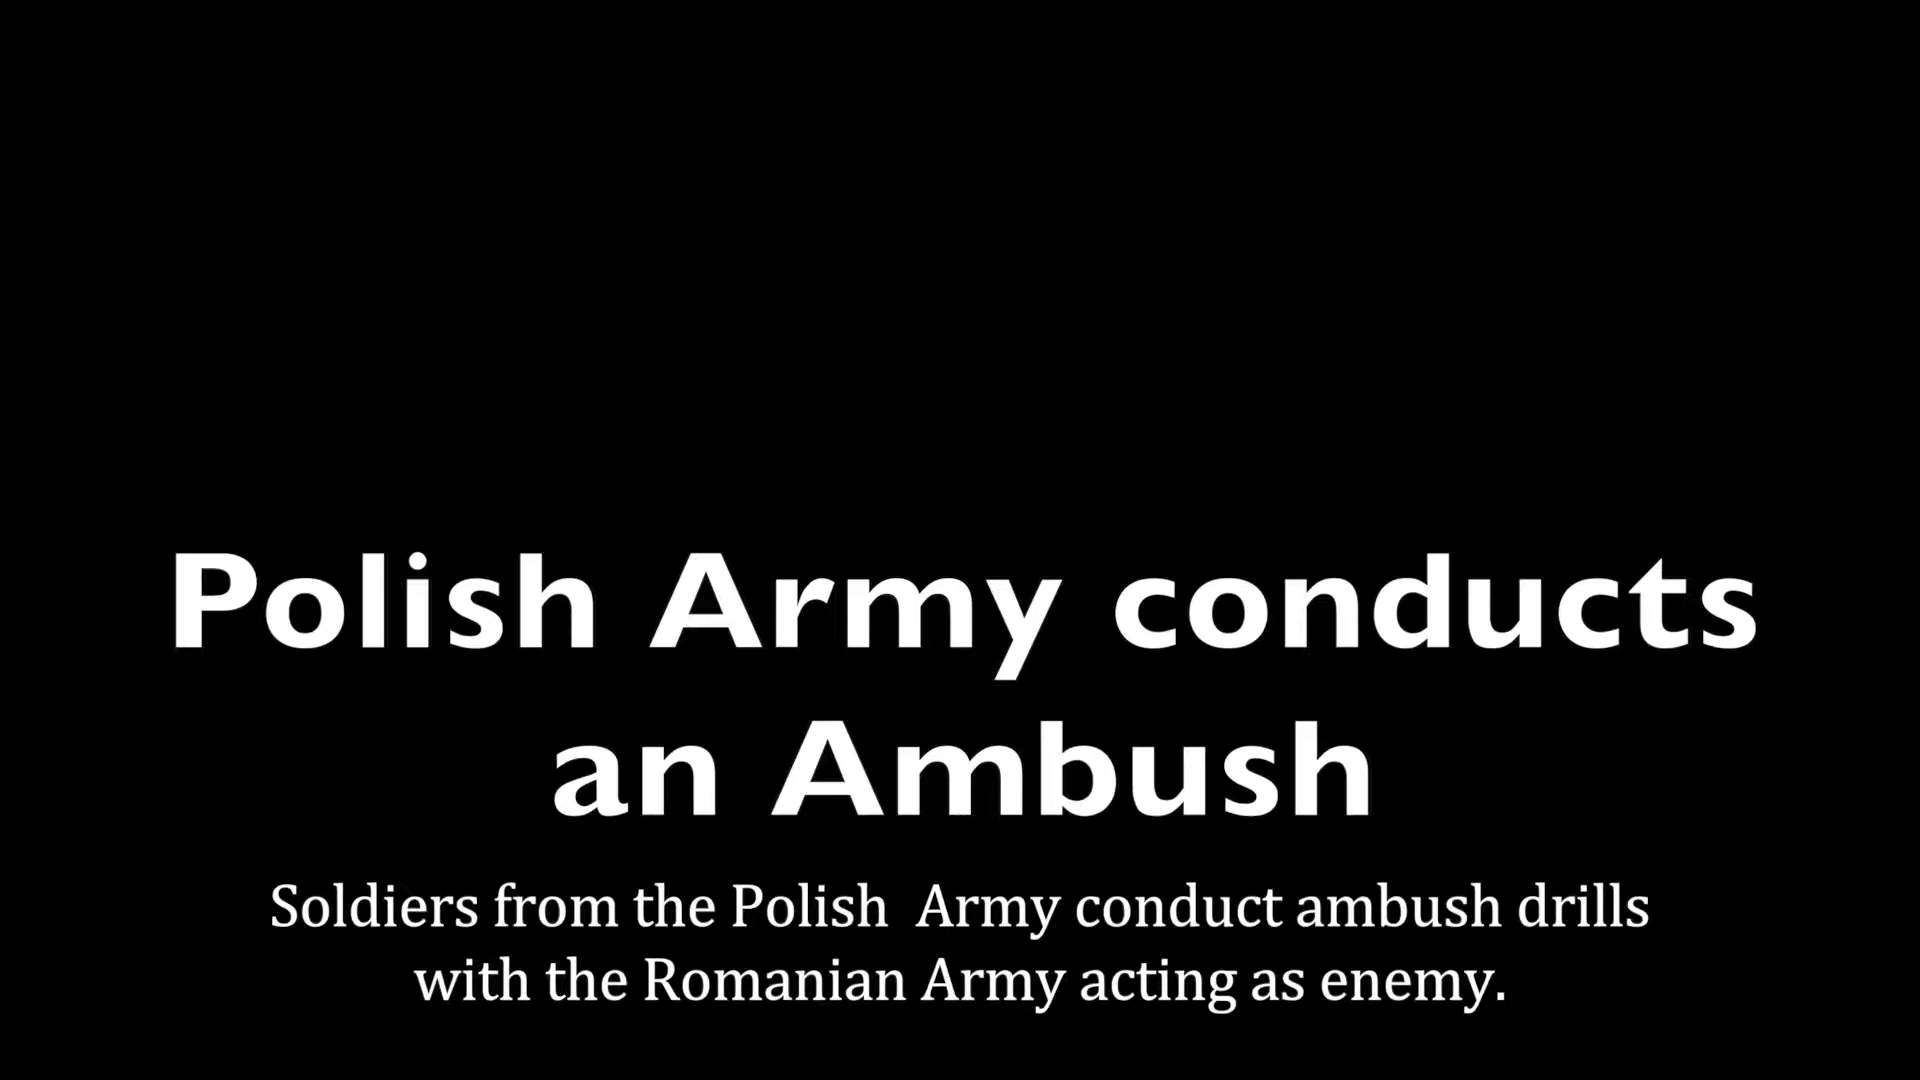 Polish Army conducts
an Ambush
Soldiers from the Polish  Army conduct ambush drills
with the Romanian Army acting as enemy.